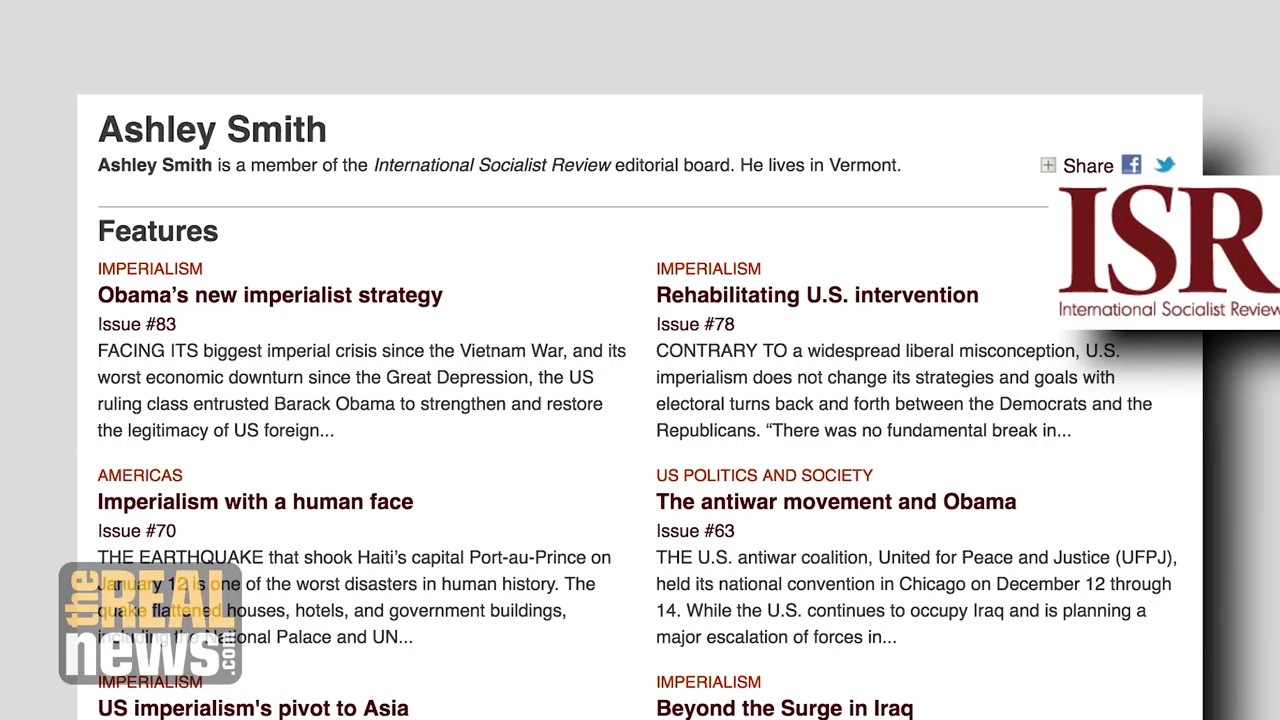 Ashley Smith
Ashley Smith is a member of the International Socialist Review editorial board. He lives in Vermont.
Share
ISR
International Socialist Review
Features
IMPERIALISM
Obama's new imperialist strategy
Issue #83
FACING ITS biggest imperial crisis since the Vietnam War, and its
worst economic downturn since the Great Depression, the US
ruling class entrusted Barack Obama to strengthen and restore
the legitimacy of US foreign...
IMPERIALISM
Rehabilitating U.S. intervention
Issue #78
CONTRARY TO a widespread liberal misconception, U.S.
imperialism does not change its strategies and goals with
electoral turns back and forth between the Democrats and the
Republicans. “There was no fundamental break in...
AMERICAS
Imperialism with a human face
Issue #70
THE EARTHQUAKE that shook Haiti's capital Port-au-Prince on
January 12 is one of the worst disasters in human history. The
quake flattened houses, hotels, and government buildings,
including the National Palace and UN...
US POLITICS AND SOCIETY
The antiwar movement and Obama
Issue #63
THE U.S. antiwar coalition, United for Peace and Justice (UFPJ),
held its national convention in Chicago on December 12 through
14. While the U.S. continues to occupy Iraq and is planning a
major escalation of forces in...
IMPERIALISM
US imperialism's pivot to Asia
IMPERIALISM
Beyond the Surge in Iraq
the REAL
news.com